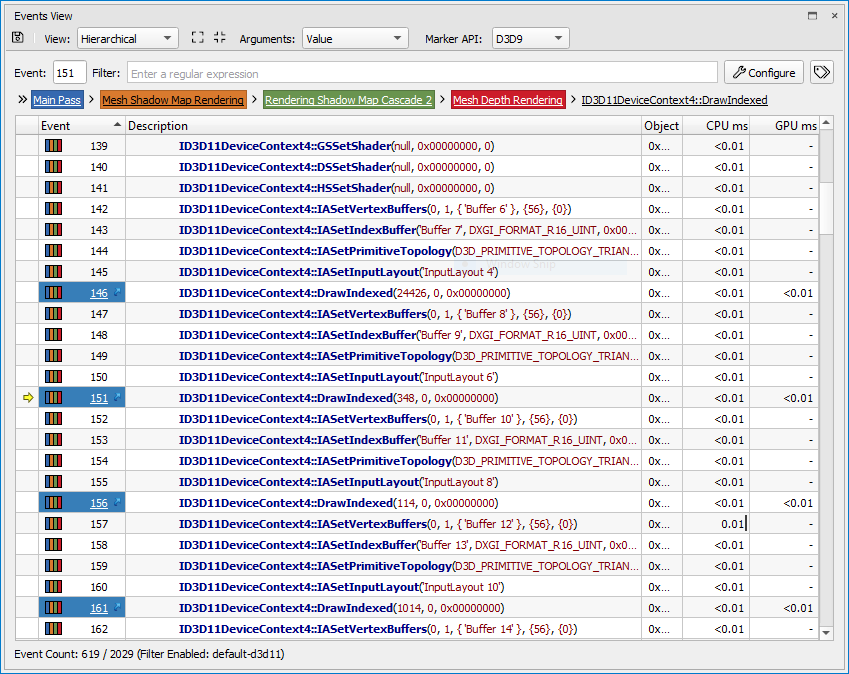 Events View
View: Hierarchical Arguments: Value Marker API: D3D9
Event: 151 Filter: Enter a regular expression Configure
Main Pass > Mesh Shadow Map Rendering > Rendering Shadow Map Cascade 2 > Mesh Depth Rendering > ID3D11DeviceContext4::DrawIndexed
Event Description Object CPU ms GPU ms
139 ID3D11DeviceContext4::GSSetShader(null, 0x00000000, 0) 0x... <0.01 -
140 ID3D11DeviceContext4::DSSetShader(null, 0x00000000, 0) 0x... <0.01 -
141 ID3D11DeviceContext4::HSSetShader(null, 0x00000000, 0) 0x... <0.01 -
142 ID3D11DeviceContext4::IASetVertexBuffers(0, 1, { 'Buffer 6' }, {56}, {0}) 0x... <0.01 -
143 ID3D11DeviceContext4::IASetIndexBuffer('Buffer 7', DXGI_FORMAT_R16_UINT, 0x00... 0x... <0.01 -
144 ID3D11DeviceContext4::IASetPrimitiveTopology(D3D_PRIMITIVE_TOPOLOGY_TRIAN... 0x... <0.01 -
Window Snip
145 ID3D11DeviceContext4::IASetInputLayout('InputLayout 4') 0x... <0.01 -
146 ID3D11DeviceContext4::DrawIndexed(24426, 0, 0x00000000) 0x... <0.01 <0.01
147 ID3D11DeviceContext4::IASetVertexBuffers(0, 1, { 'Buffer 8' }, {56}, {0}) 0x... <0.01 -
148 ID3D11DeviceContext4::IASetIndexBuffer('Buffer 9', DXGI_FORMAT_R16_UINT, 0x00... 0x... <0.01 -
149 ID3D11DeviceContext4::IASetPrimitiveTopology(D3D_PRIMITIVE_TOPOLOGY_TRIAN... 0x... <0.01 -
150 ID3D11DeviceContext4::IASetInputLayout('InputLayout 6') 0x... <0.01 -
151 ID3D11DeviceContext4::DrawIndexed(348, 0, 0x00000000) 0x... <0.01 <0.01
152 ID3D11DeviceContext4::IASetVertexBuffers(0, 1, { 'Buffer 10' }, {56}, {0}) 0x... <0.01 -
153 ID3D11DeviceContext4::IASetIndexBuffer('Buffer 11', DXGI_FORMAT_R16_UINT, 0x0... 0x... <0.01 -
154 ID3D11DeviceContext4::IASetPrimitiveTopology(D3D_PRIMITIVE_TOPOLOGY_TRIAN... 0x... <0.01 -
155 ID3D11DeviceContext4::IASetInputLayout('InputLayout 8') 0x... <0.01 -
156 ID3D11DeviceContext4::DrawIndexed(114, 0, 0x00000000) 0x... <0.01 <0.01
157 ID3D11DeviceContext4::IASetVertexBuffers(0, 1, { 'Buffer 12' }, {56}, {0}) 0x... 0.01 -
158 ID3D11DeviceContext4::IASetIndexBuffer('Buffer 13', DXGI_FORMAT_R16_UINT, 0x0... 0x... <0.01 -
159 ID3D11DeviceContext4::IASetPrimitiveTopology(D3D_PRIMITIVE_TOPOLOGY_TRIAN... 0x... <0.01 -
160 ID3D11DeviceContext4::IASetInputLayout('InputLayout 10') 0x... <0.01 -
161 ID3D11DeviceContext4::DrawIndexed(1014, 0, 0x00000000) 0x... <0.01 <0.01
162 ID3D11DeviceContext4::IASetVertexBuffers(0, 1, { 'Buffer 14' }, {56}, {0}) 0x... <0.01 -
Event Count: 619 / 2029 (Filter Enabled: default-d3d11)